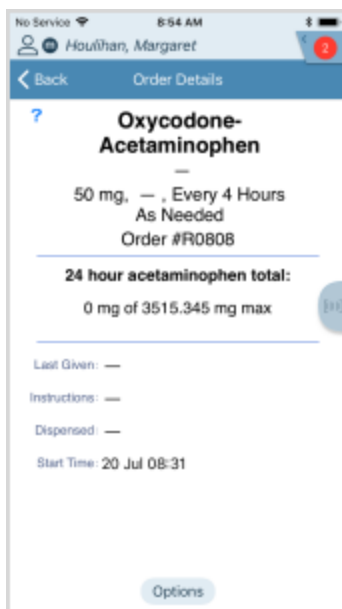 No Service 8:54 AM
m Houlihan, Margaret 2
Back Order Details
?
Oxycodone-
Acetaminophen
—
50 mg, — , Every 4 Hours
As Needed
Order #R0808
24 hour acetaminophen total:
0 mg of 3515.345 mg max
Last Given: —
Instructions: —
Dispensed: —
Start Time: 20 Jul 08:31
Options